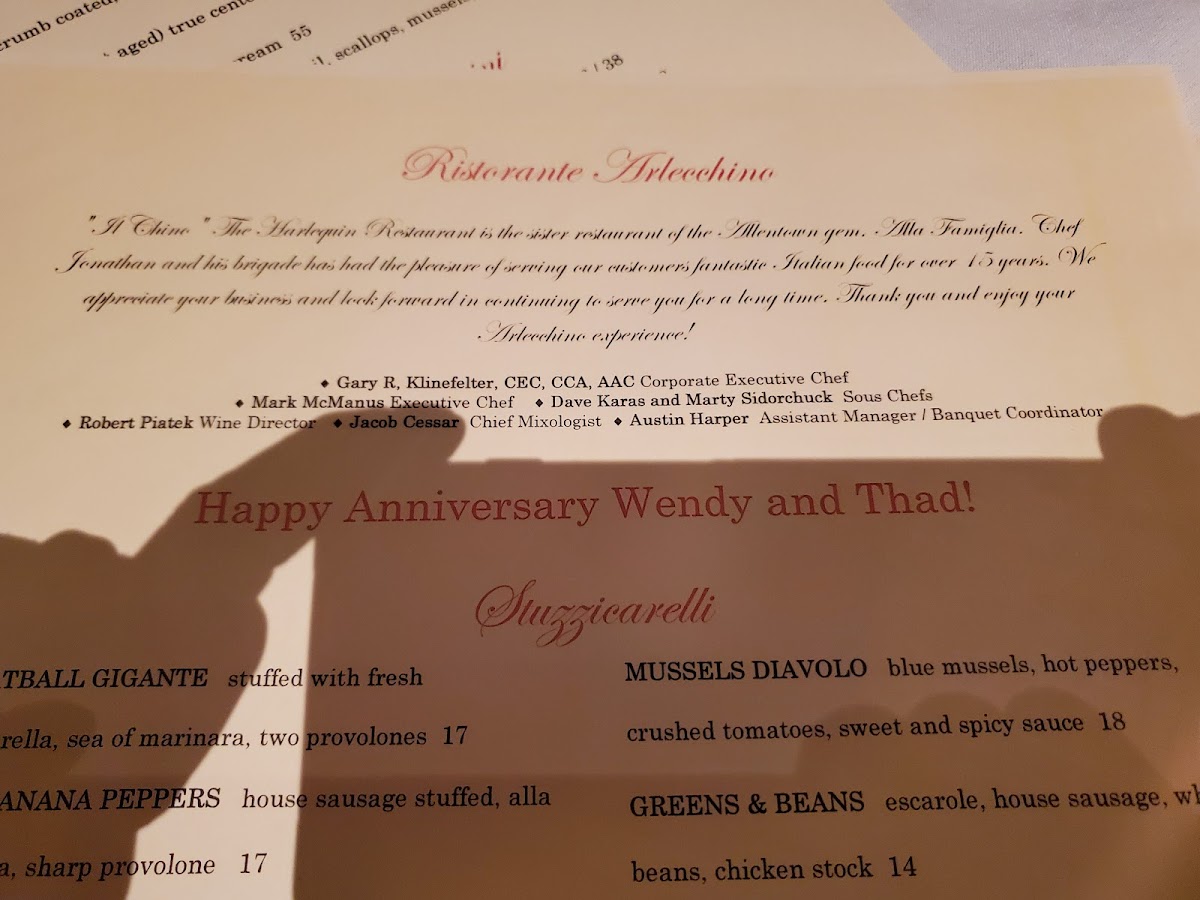 crumb coated,
aged) true
55
scallops,
38
Ristorante Arlecchino
"Il Chino " The Harlequin Restaurant is the sister restaurant of the Allentown gem. Alla Famiglia. Chef
Jonathan and his brigade has had the pleasure of serving our customers fantastic Italian food for over 15 years. We
appreciate your business and look forward in continuing to serve you for a long time. Thank you and enjoy your
Arlecchino experience!
◆ Gary R, Klinefelter, CEC, CCA, AAC Corporate Executive Chef
◆ Mark McManus Executive Chef ◆ Dave Karas and Marty Sidorchuck Sous Chefs
◆ Robert Piatek Wine Director ◆ Jacob Cessar Chief Mixologist ◆ Austin Harper Assistant Manager / Banquet Coordinator
Happy Anniversary Wendy and Thad!
Stuzzicarelli
TBALL GIGANTE stuffed with fresh
rella, sea of marinara, two provolones 17
ANANA PEPPERS house sausage stuffed, alla
a, sharp provolone 17
MUSSELS DIAVOLO blue mussels, hot peppers,
crushed tomatoes, sweet and spicy sauce 18
GREENS & BEANS escarole, house sausage, wh
beans, chicken stock 14